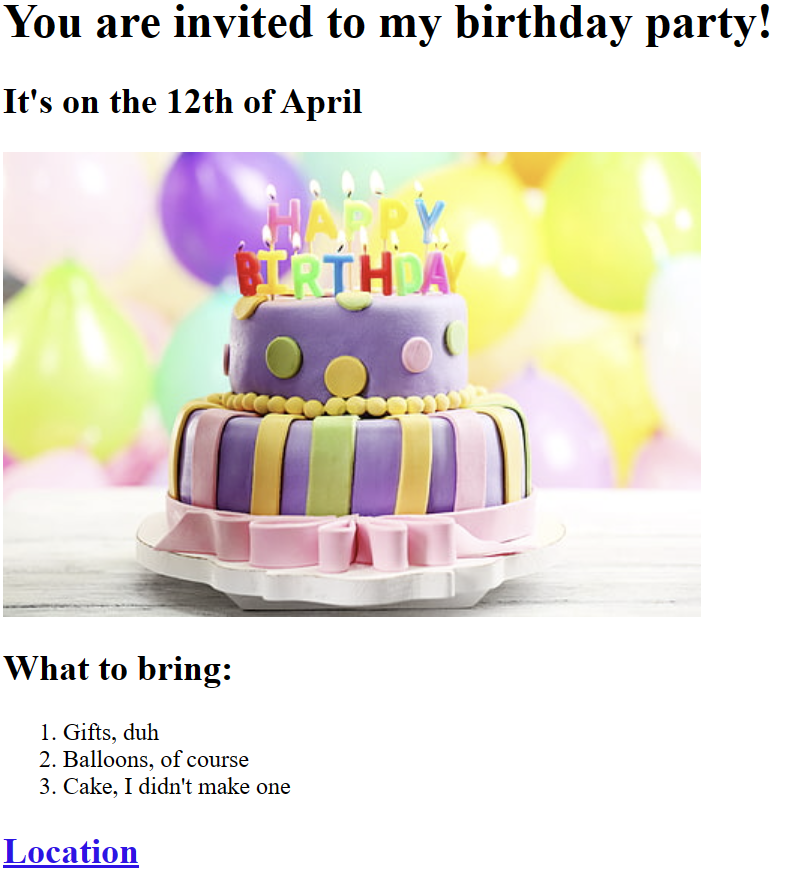 You are invited to my birthday party!
It's on the 12th of April
HAPPY
BIRTHDAY
What to bring:
1. Gifts, duh
2. Balloons, of course
3. Cake, I didn't make one
Location